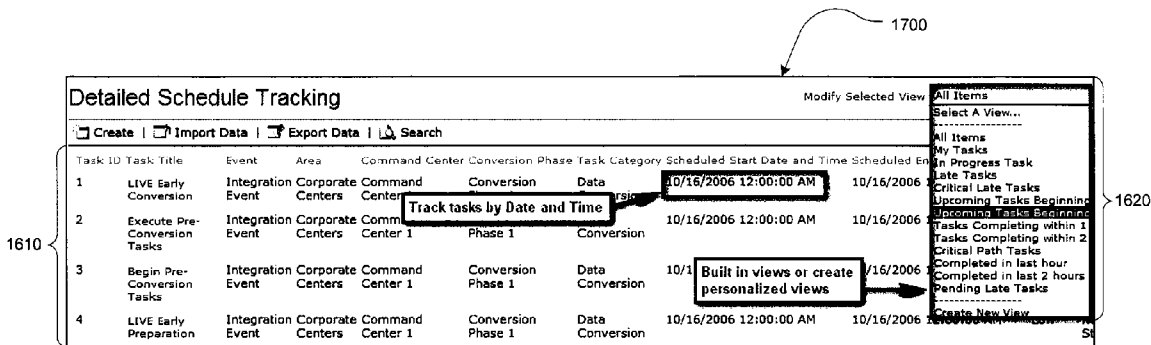 1700
Detailed Schedule Tracking
Modify Selected View
All Items
Select A View...
Create | Import Data | Export Data | Search
All Items
My Tasks
In Progress Task
Late Tasks
Critical Late Tasks
Upcoming Tasks Beginning
Upcoming Tasks Beginning
Tasks Completing within 1
Tasks Completing within 2
Critical Path Tasks
Completed in last hour
Completed in last 2 hours
Pending Late Tasks
Create New View
1620
1610
Task ID Task Title Event Area Command Center Conversion Phase Task Category Scheduled Start Date and Time Scheduled En
1 LIVE Early Conversion Integration Event Corporate Centers Command Center Conversion Data 10/16/2006 12:00:00 AM 10/16/2006 1
Track tasks by Date and Time
2 Execute Pre-Conversion Tasks Integration Event Corporate Centers Center 1 Phase 1 Conversion 10/16/2006 12:00:00 AM 10/16/2006 1
3 Begin Pre-Conversion Tasks Integration Event Corporate Centers Command Center 1 Conversion Phase 1 Data Conversion 10/1 /16/2006 1
Built in views or create
personalized views
4 LIVE Early Preparation Integration Event Corporate Centers Command Center 1 Conversion Phase 1 Data Conversion 10/16/2006 12:00:00 AM 10/16/2006
St